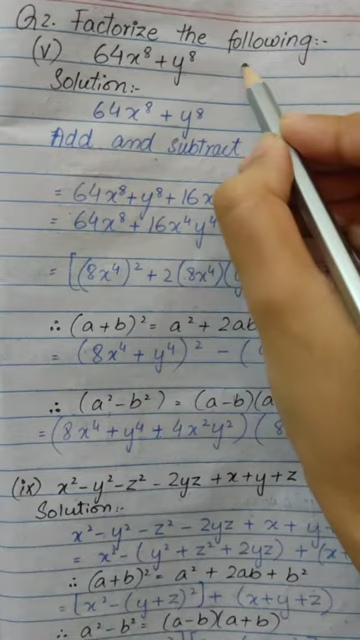 Q2. Factorize the following:-
(V) 64x⁸ + y⁸
Solution:-
64x⁸ + y⁸
Add and subtract
= 64x⁸ + y⁸ + 16x
= 64x⁸ + 16x⁴y⁴
= [(8x⁴)² + 2(8x⁴)(
∴ (a+b)² = a² + 2ab
= (8x⁴ + y⁴)² - (
∴ (a² - b²) = (a-b)(a
= (8x⁴ + y⁴ + 4x²y²) (8
(ix) x² - y² - z² - 2yz + x + y + z
Solution:-
x² - y² - z² - 2yz + x + y +
= x² - (y² + z² + 2yz) + (x+
∴ (a+b)² = a² + 2ab + b²
= [x² - (y+z)²] + (x+y+z)
∴ a² - b² = (a-b)(a+b)